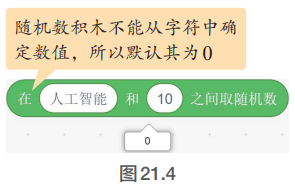 随机数积木不能从字符中确
定数值，所以默认其为0
在 人工智能 和 10 之间取随机数
0
图21.4